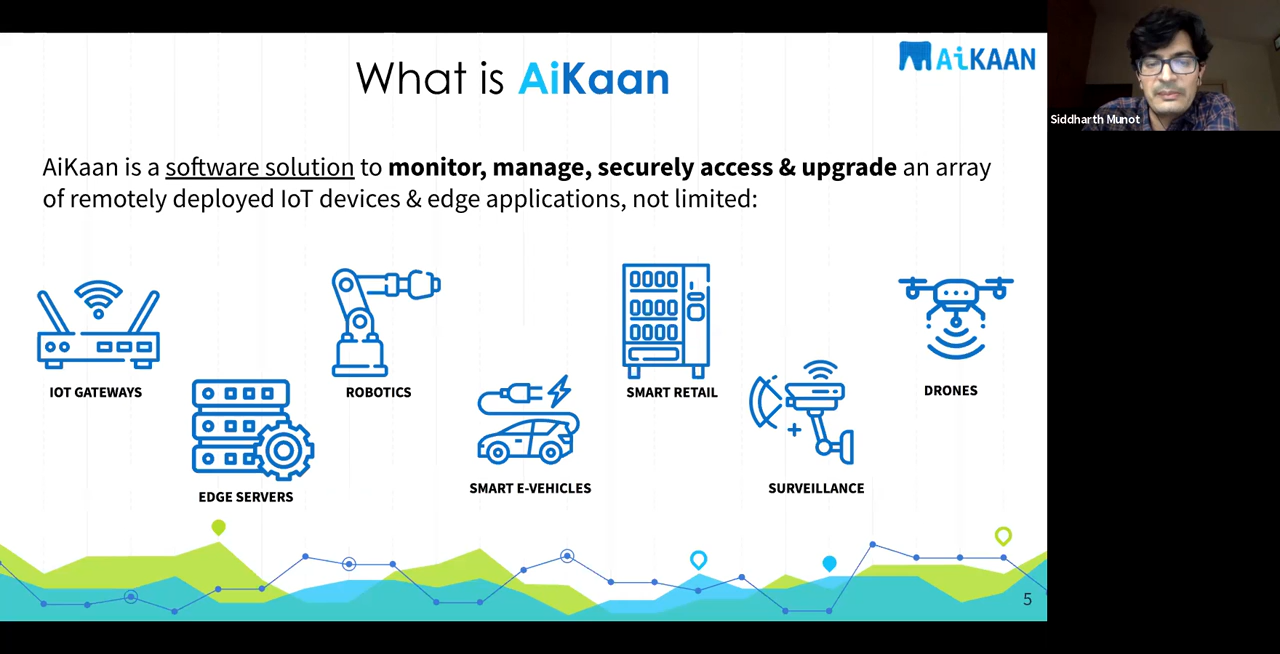 What is AiKaan
AiKAAN
Siddharth Munot
AiKaan is a software solution to monitor, manage, securely access & upgrade an array
of remotely deployed IoT devices & edge applications, not limited:
IOT GATEWAYS
ROBOTICS
SMART RETAIL
DRONES
EDGE SERVERS
SMART E-VEHICLES
SURVEILLANCE
5